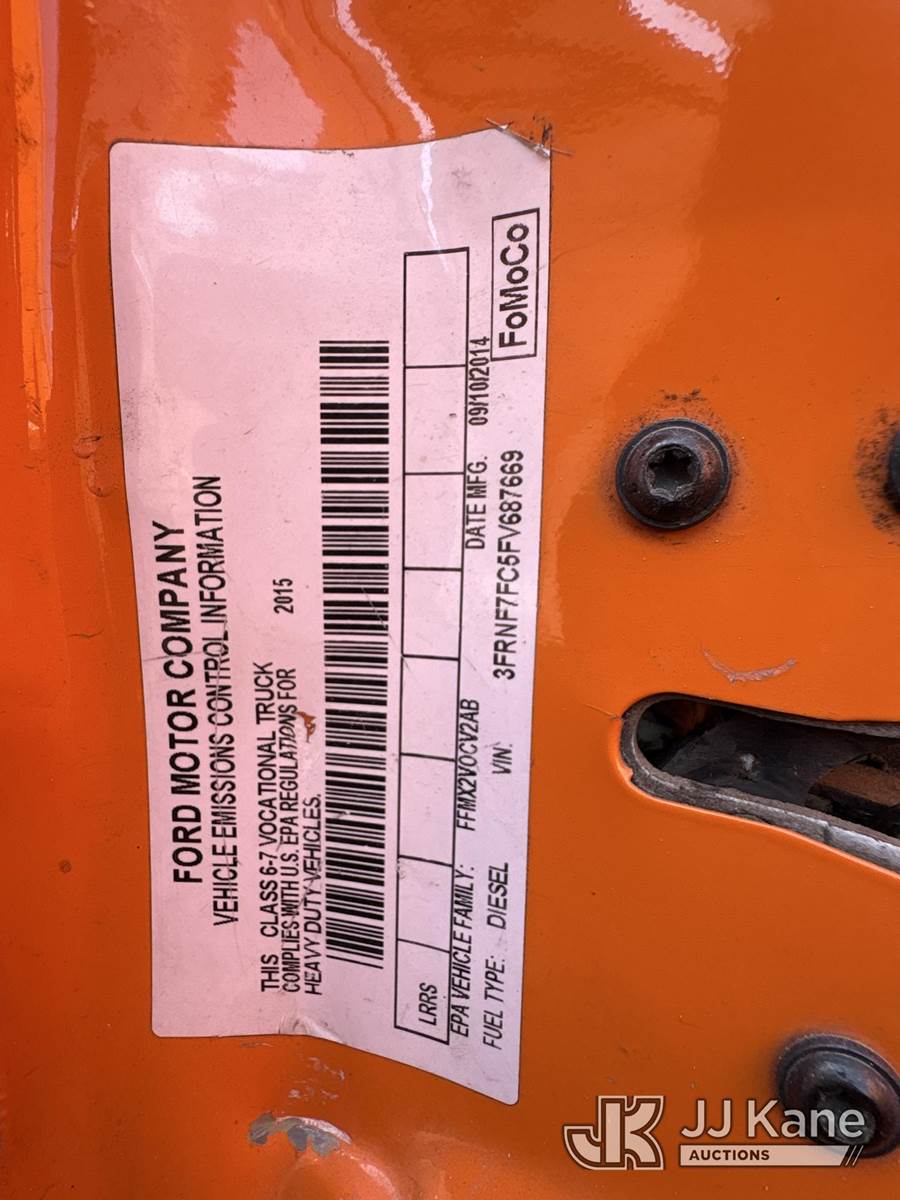 FORD MOTOR COMPANY
VEHICLE EMISSIONS CONTROL INFORMATION
THIS CLASS 6-7 VOCATIONAL TRUCK
COMPLIES WITH U.S. EPA REGULATIONS FOR 2015
HEAVY DUTY VEHICLES.
LRRS
EPA VEHICLE FAMILY: FFMX2VOCV2AB DATE MFG. 09/10/2014
FUEL TYPE: DIESEL VIN: 3FRNF7FC5FV687669
FoMoCo
JK JJ Kane
AUCTIONS